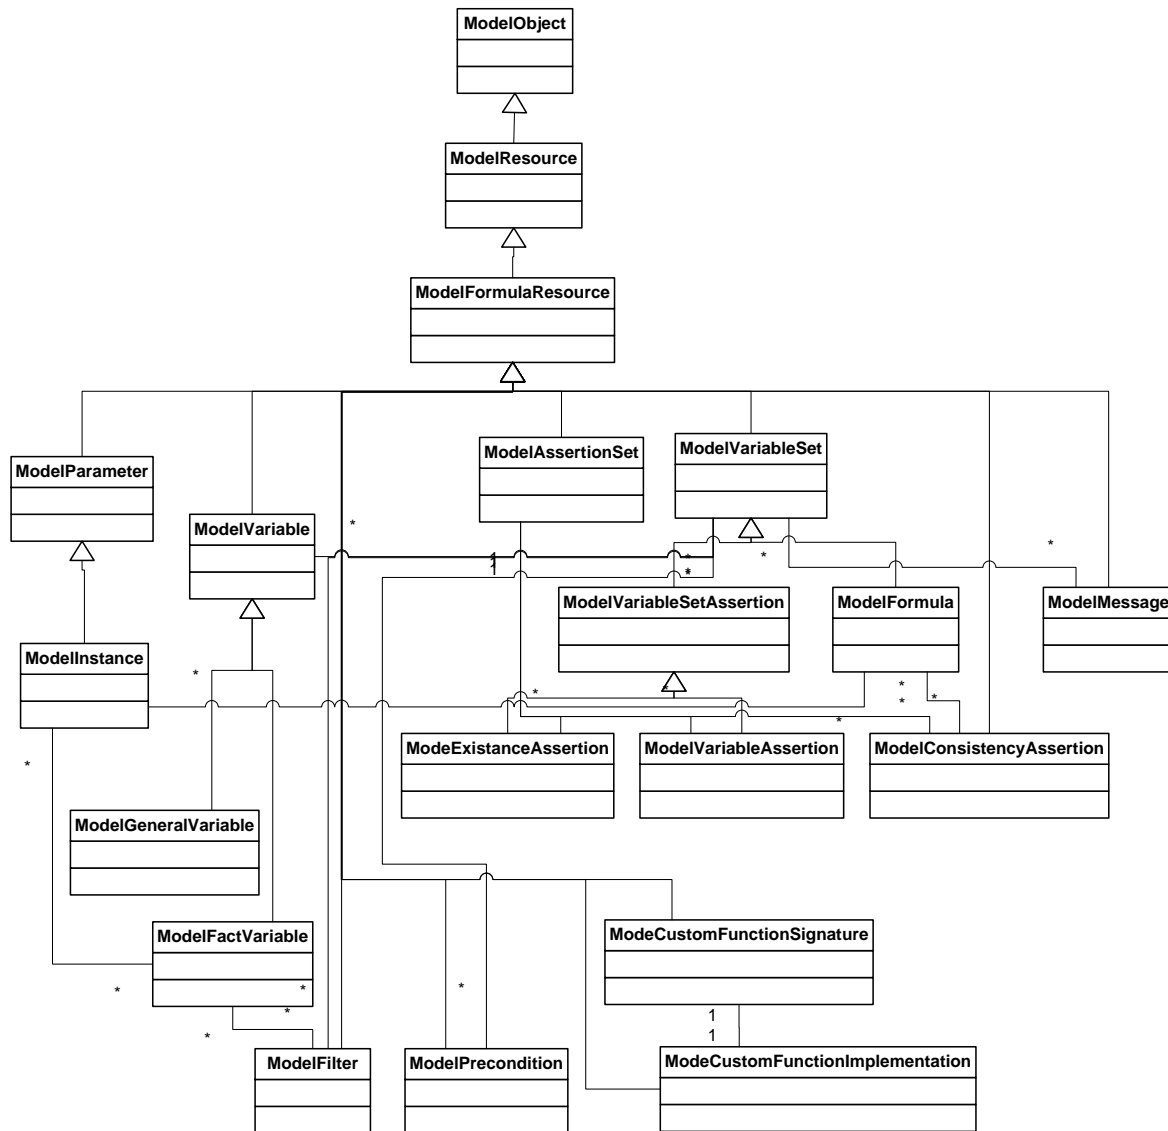 ModelObject
ModelResource
ModelFormulaResource
ModelAssertionSet
ModelVariableSet
ModelParameter
ModelVariable
*
1
1
*
*
*
*
ModelVariableSetAssertion
ModelFormula
ModelMessage
ModelInstance
*
*
*
*
*
*
*
ModeExistanceAssertion
ModelVariableAssertion
ModelConsistencyAssertion
*
ModelGeneralVariable
ModelFactVariable
ModeCustomFunctionSignature
*
*
*
*
*
1
1
ModelFilter
ModelPrecondition
ModeCustomFunctionImplementation